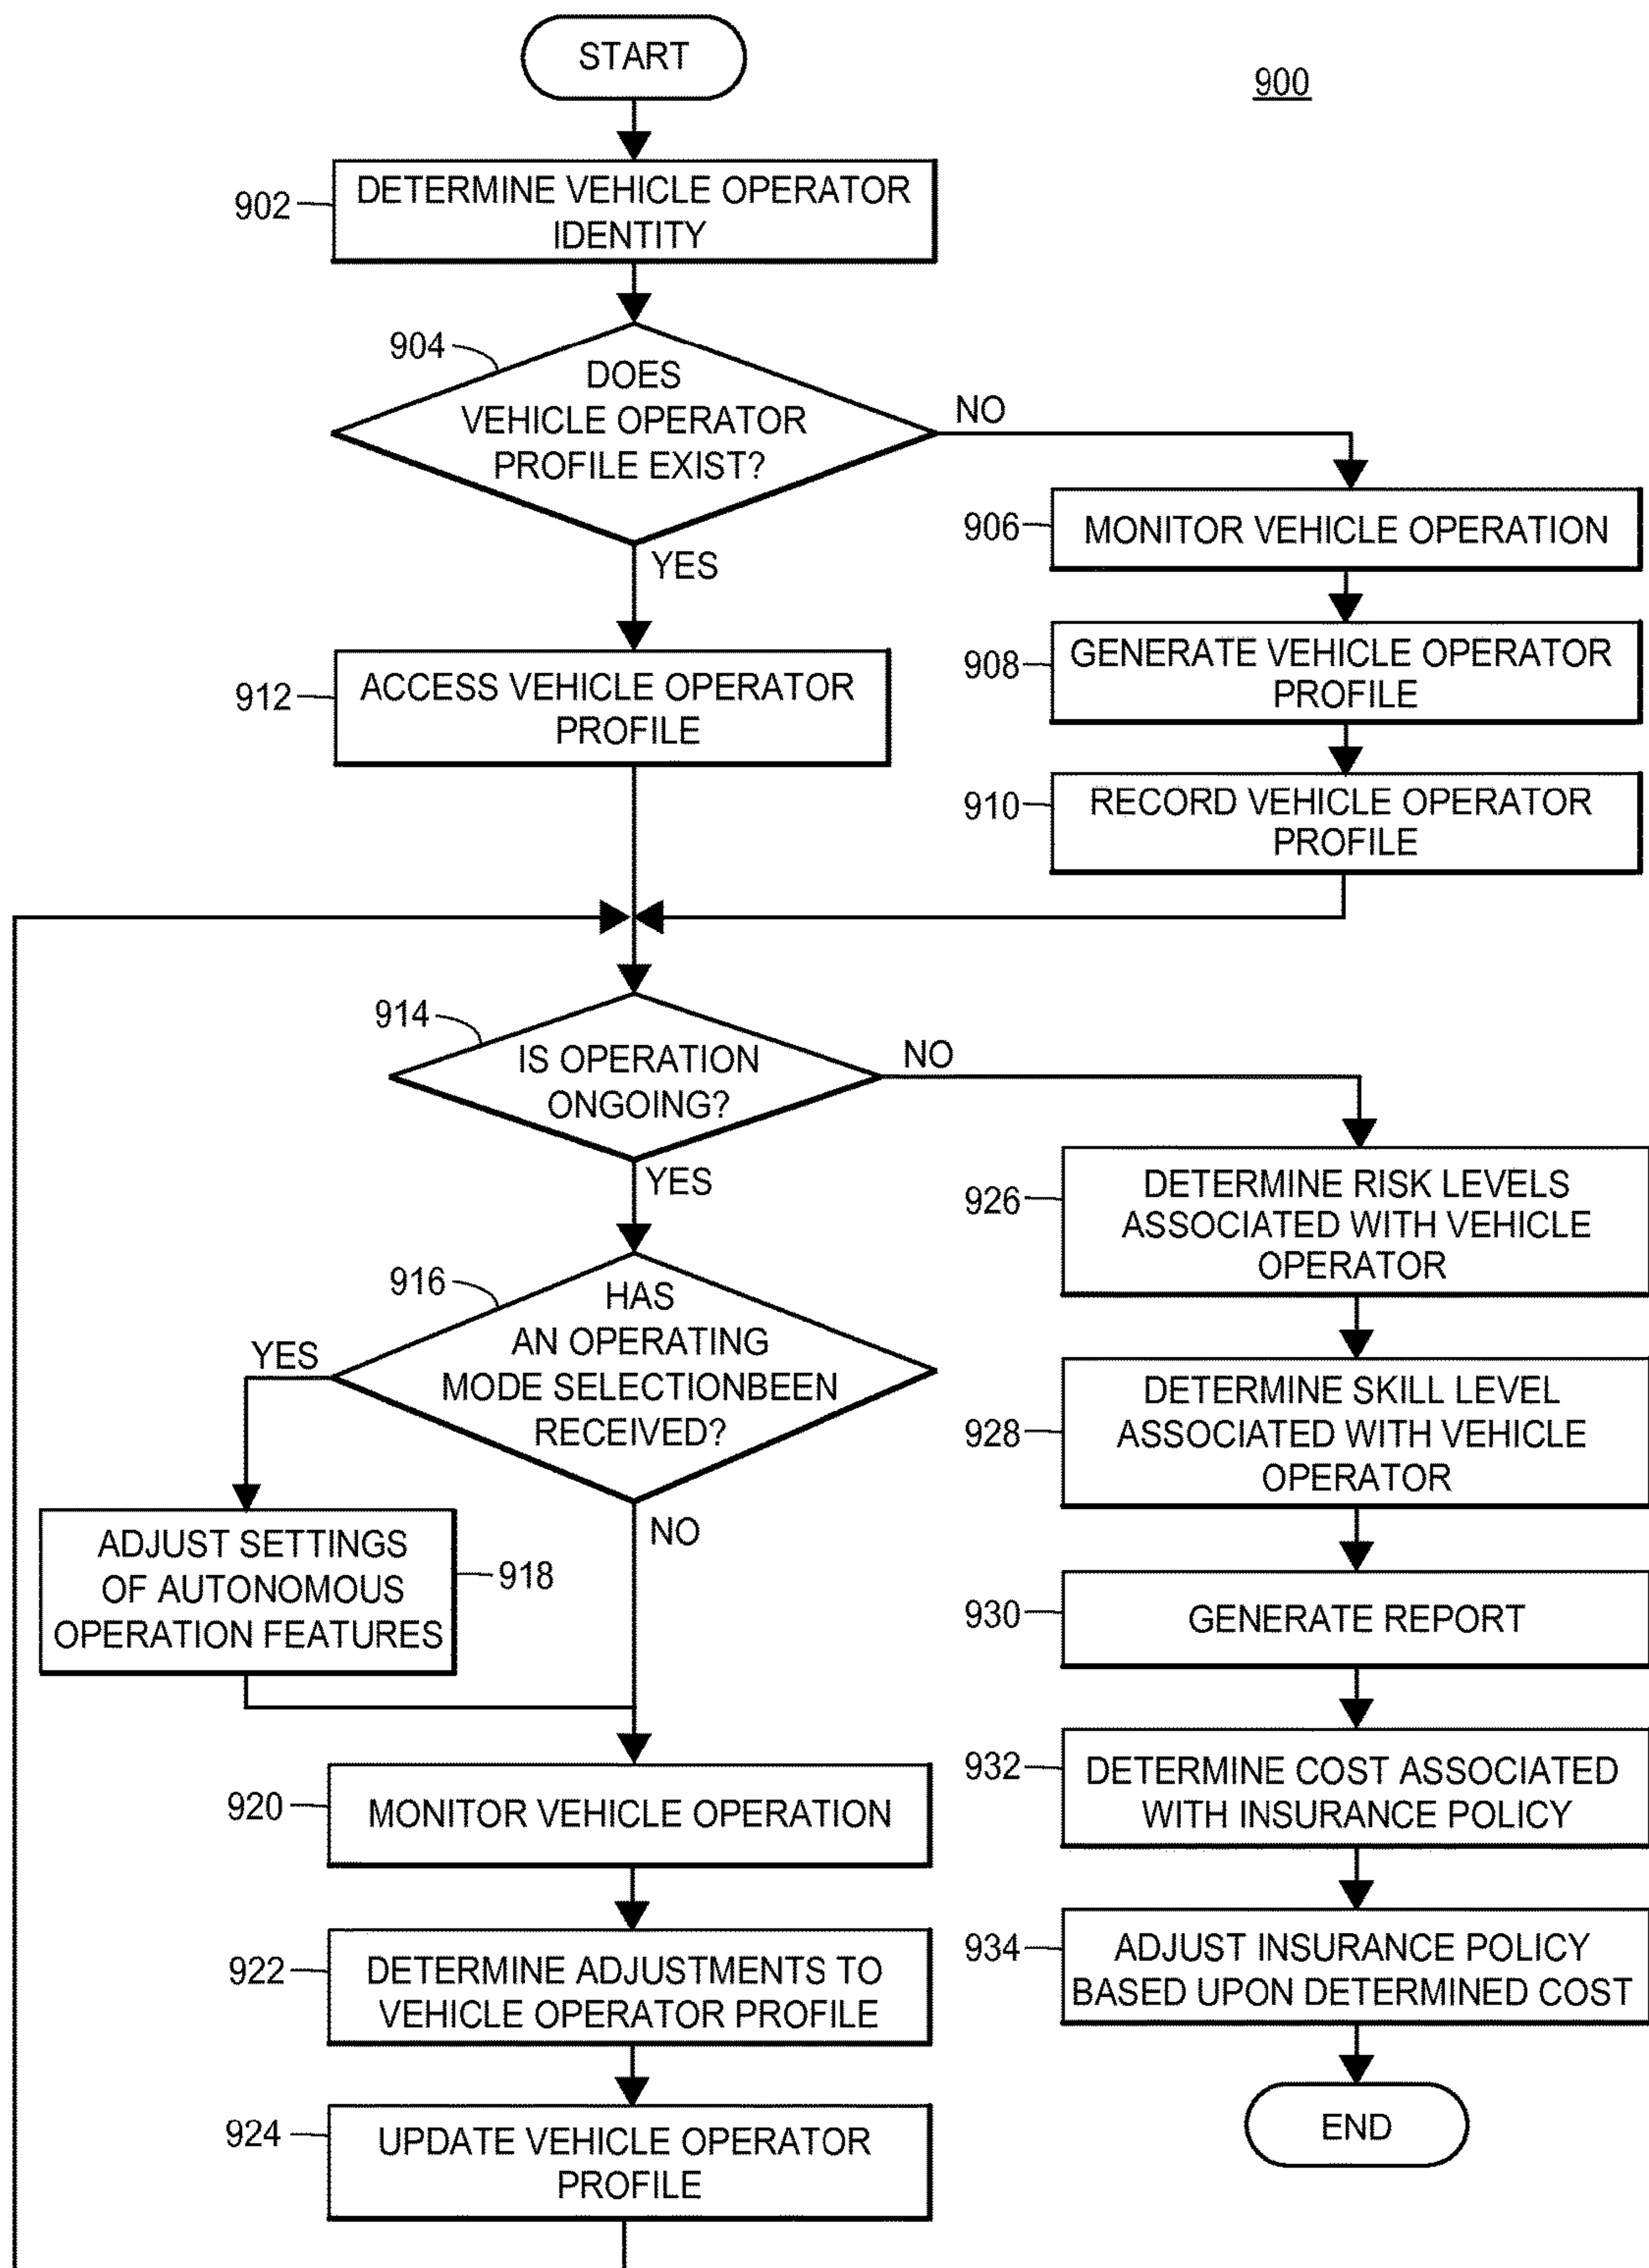 START
900
902
DETERMINE VEHICLE OPERATOR
IDENTITY
904
DOES
VEHICLE OPERATOR
PROFILE EXIST?
NO
YES
906
MONITOR VEHICLE OPERATION
908
GENERATE VEHICLE OPERATOR
PROFILE
910
RECORD VEHICLE OPERATOR
PROFILE
912
ACCESS VEHICLE OPERATOR
PROFILE
914
IS OPERATION
ONGOING?
NO
YES
916
HAS
AN OPERATING
MODE SELECTIONBEEN
RECEIVED?
YES
NO
ADJUST SETTINGS
OF AUTONOMOUS
OPERATION FEATURES
918
920
MONITOR VEHICLE OPERATION
922
DETERMINE ADJUSTMENTS TO
VEHICLE OPERATOR PROFILE
924
UPDATE VEHICLE OPERATOR
PROFILE
926
DETERMINE RISK LEVELS
ASSOCIATED WITH VEHICLE
OPERATOR
928
DETERMINE SKILL LEVEL
ASSOCIATED WITH VEHICLE
OPERATOR
930
GENERATE REPORT
932
DETERMINE COST ASSOCIATED
WITH INSURANCE POLICY
934
ADJUST INSURANCE POLICY
BASED UPON DETERMINED COST
END